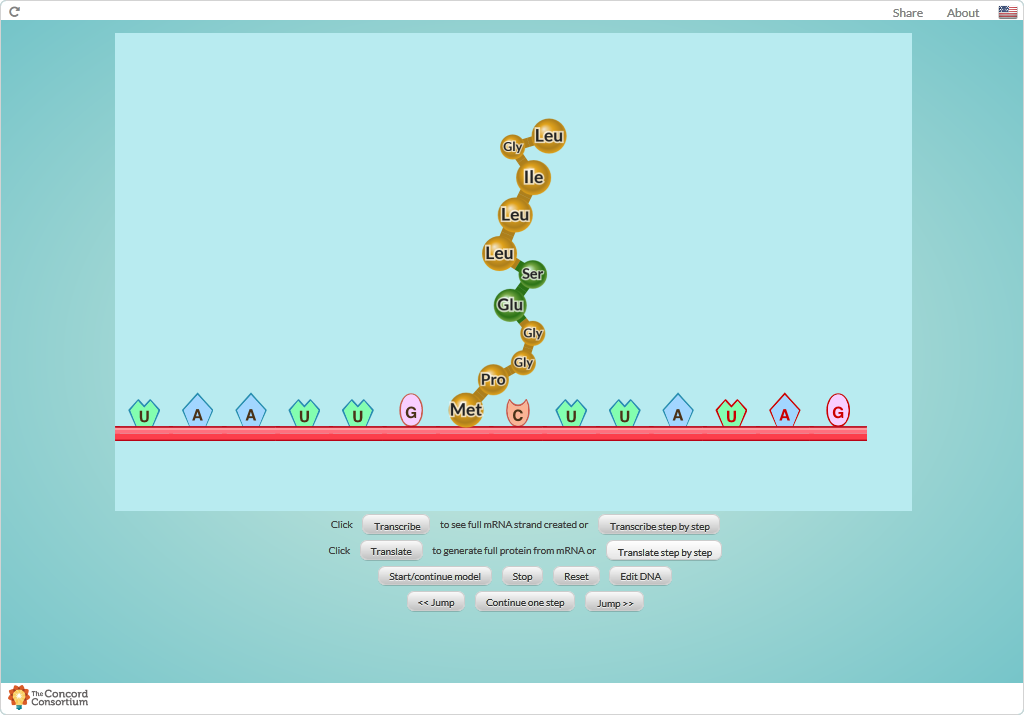 Share About
Leu
Gly
Ile
Leu
Leu
Ser
Glu
Gly
Gly
Pro
U A A U U G Met C U U A U A G
Click Transcribe to see full mRNA strand created or Transcribe step by step
Click Translate to generate full protein from mRNA or Translate step by step
Start/continue model Stop Reset Edit DNA
<< Jump Continue one step Jump >>
The Concord
Consortium